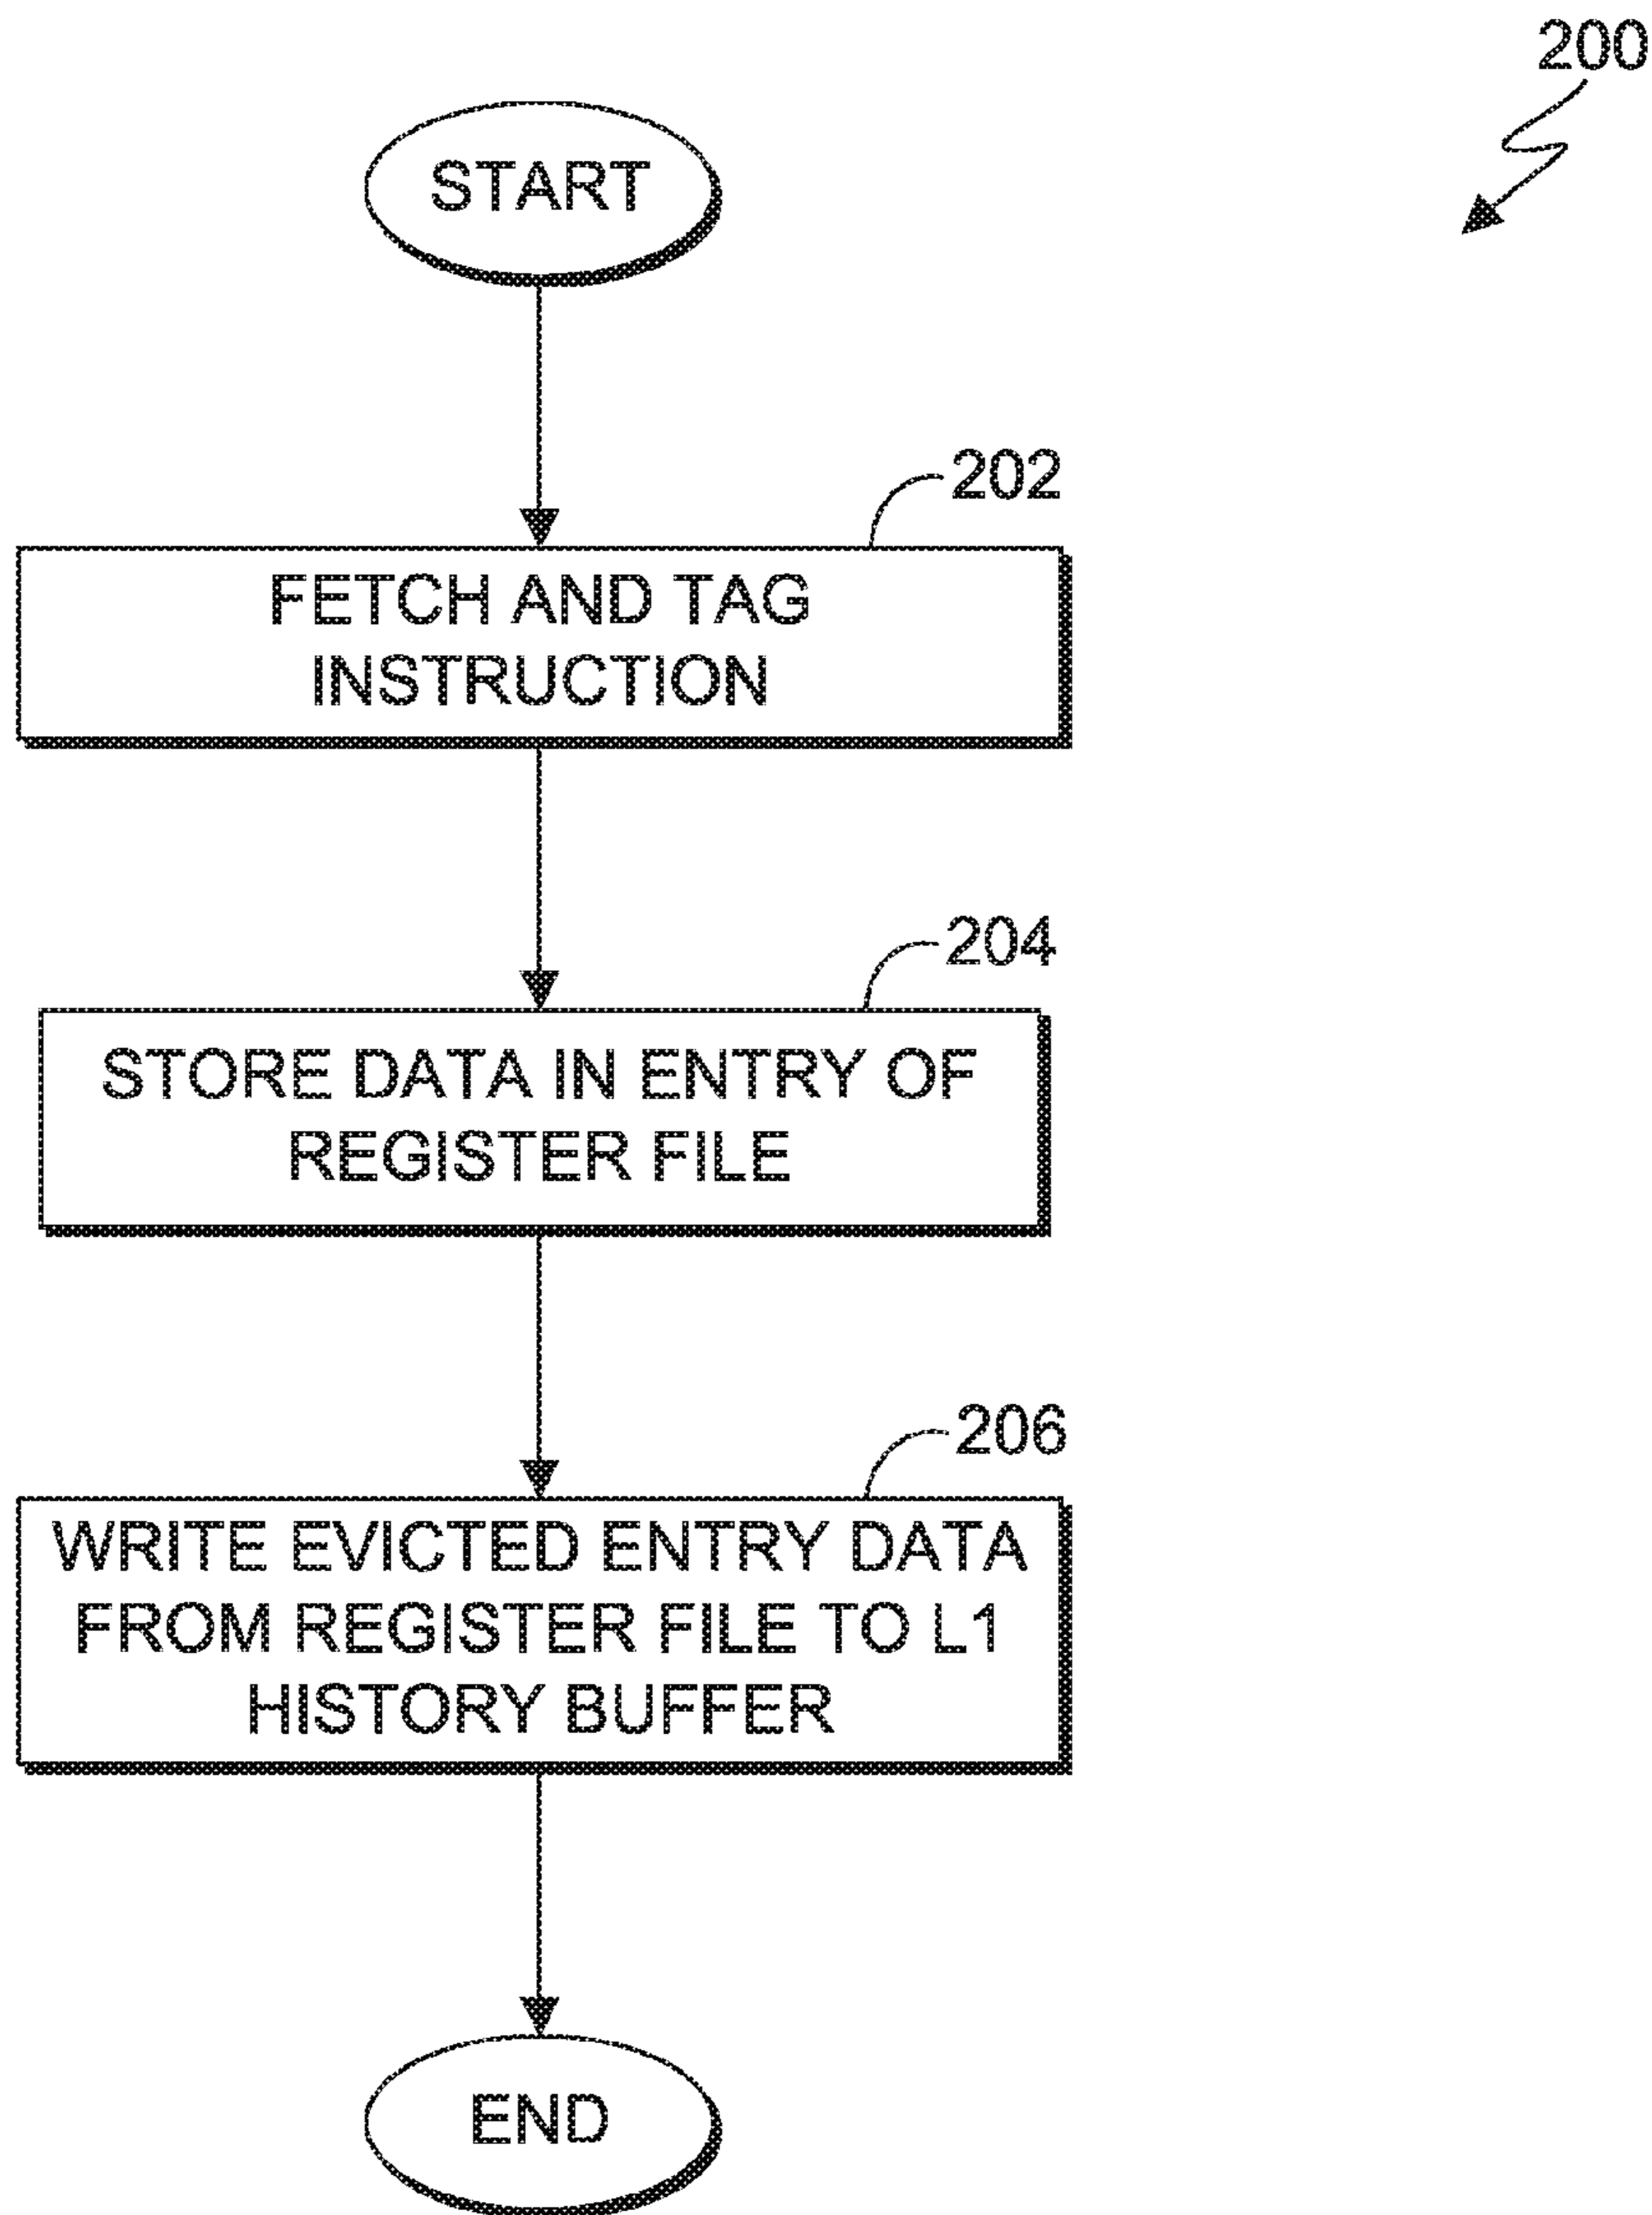 200
START
202
FETCH AND TAG
INSTRUCTION
204
STORE DATA IN ENTRY OF
REGISTER FILE
206
WRITE EVICTED ENTRY DATA
FROM REGISTER FILE TO L1
HISTORY BUFFER
END